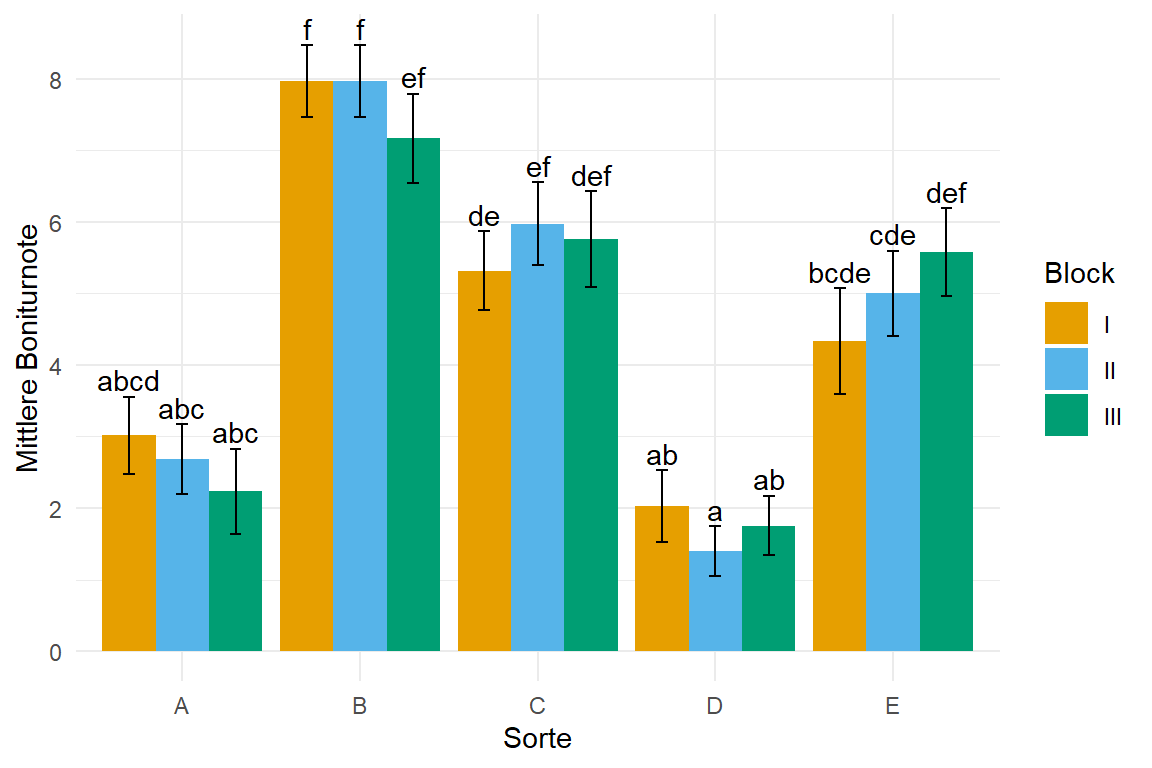 f f
ef
ef
def
def
de
cde
bcde
abcd
abc
abc
ab
ab
a
8
6
4
2
0
Mittlere Boniturnote
A B C D E
Sorte
Block
I
II
III